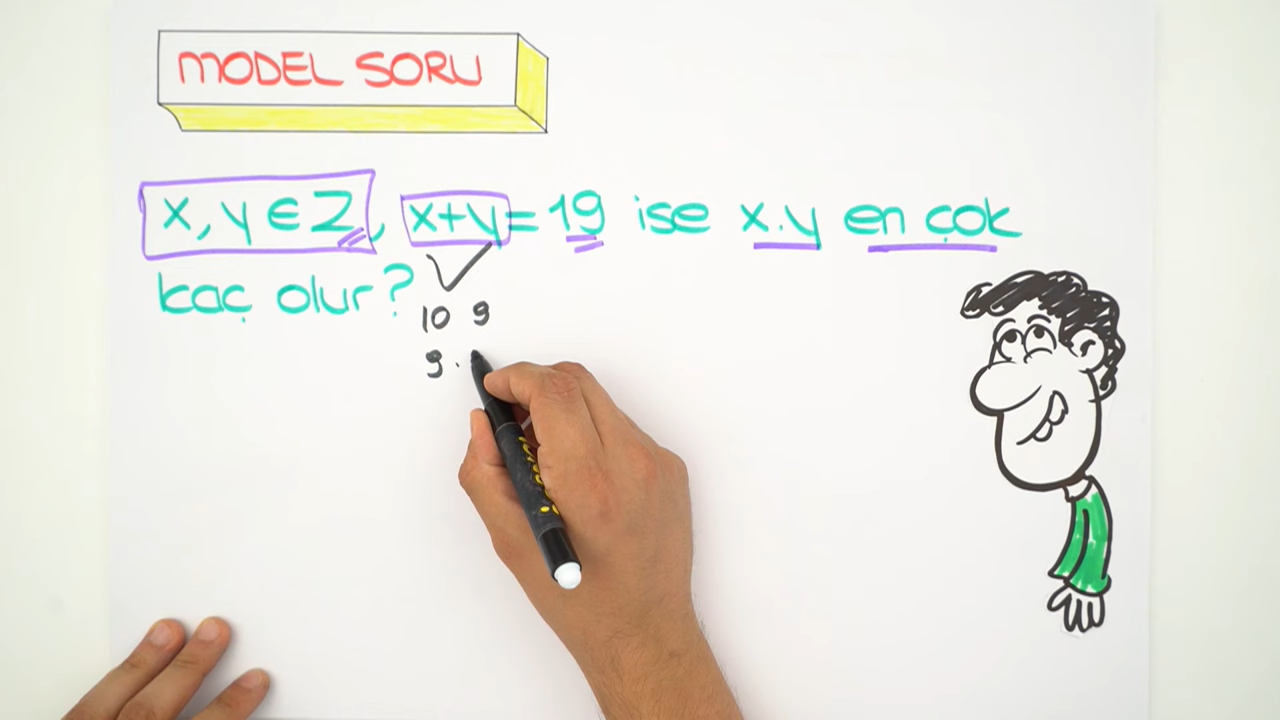 MODEL SORU
x, y ∈ Z, x+y = 19 ise x.y en çok
kaç olur?
10 9
9 .